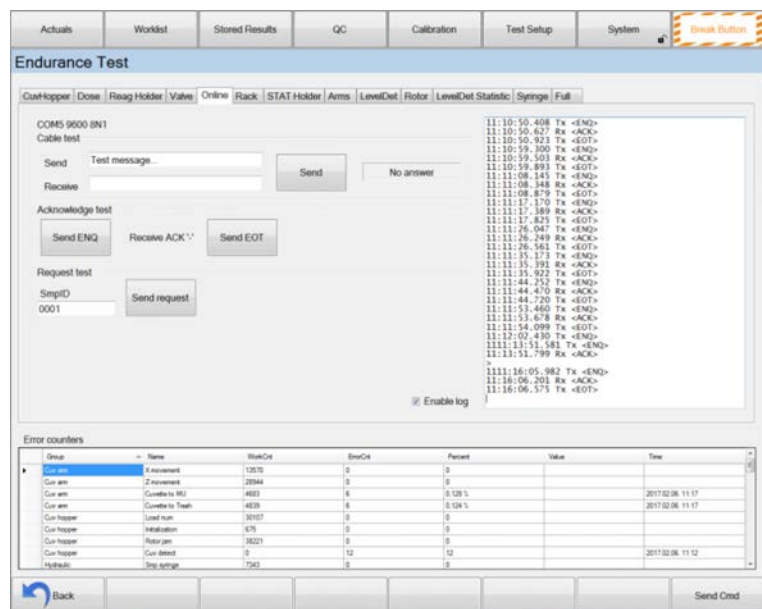 Actuals Worklist Stored Results QC Calibration Test Setup System Break Button
Endurance Test
CuvHopper Dose Reag Holder Valve Online Rack STAT Holder Arms LevelDet Rotor LevelDet Statistic Syringe Full
COM5 9600 8N1
Cable test
Send Test message... Send No answer
Receive
Acknowledge test
Send ENQ Receive ACK '-' Send EOT
Request test
SmpID
0001 Send request
Enable log
11:10:50.408 Tx <ENQ>
11:10:50.627 Rx <ACK>
11:10:50.923 Tx <EOT>
11:10:59.300 Tx <ENQ>
11:10:59.503 Rx <ACK>
11:10:59.893 Tx <EOT>
11:11:08.145 Tx <ENQ>
11:11:08.348 Rx <ACK>
11:11:08.879 Tx <EOT>
11:11:17.170 Tx <ENQ>
11:11:17.389 Rx <ACK>
11:11:17.825 Tx <EOT>
11:11:26.047 Tx <ENQ>
11:11:26.249 Rx <ACK>
11:11:26.561 Tx <EOT>
11:11:35.173 Tx <ENQ>
11:11:35.391 Rx <ACK>
11:11:35.922 Tx <EOT>
11:11:44.252 Tx <ENQ>
11:11:44.470 Rx <ACK>
11:11:44.720 Tx <EOT>
11:11:53.460 Tx <ENQ>
11:11:53.678 Rx <ACK>
11:11:54.099 Tx <EOT>
11:12:02.430 Tx <ENQ>
1111:13:51.581 Tx <ENQ>
11:13:51.799 Rx <ACK>
>
1111:16:05.982 Tx <ENQ>
11:16:06.201 Rx <ACK>
11:16:06.575 Tx <EOT>
Error counters
Group Name WorkCnt ErrorCnt Percent Value Time
Cuv arm X movement 13570 0 0
Cuv arm Z movement 28944 0 0
Cuv arm Cuvette to MU 4683 6 0,128 % 2017.02.06. 11:17
Cuv arm Cuvette to Trash 4839 6 0,124 % 2017.02.06. 11:17
Cuv hopper Load num 30107 0 0
Cuv hopper Initialization 675 0 0
Cuv hopper Rotor jam 38221 0 0
Cuv hopper Cuv detect 0 12 12 2017.02.06. 11:12
Hydraulic Smp syringe 7343 0 0
Back Send Cmd